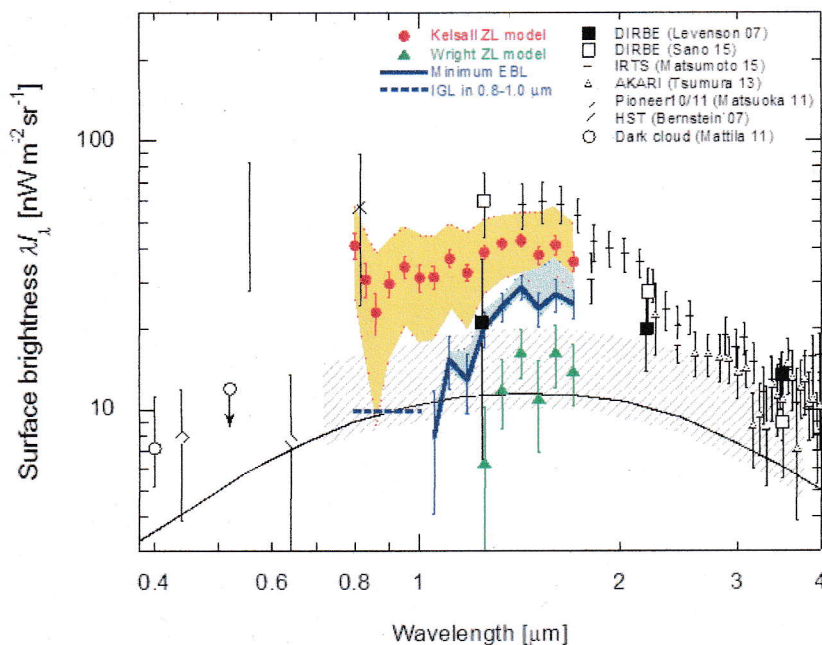 Kelsall ZL model
Wright ZL model
Minimum EBL
IGL in 0.8-1.0 μm
DIRBE (Levenson 07)
DIRBE (Sano 15)
IRTS (Matsumoto 15)
AKARI (Tsumura 13)
Pioneer10/11 (Matsuoka 11)
HST (Bernstein'07)
Dark cloud (Mattila 11)
Surface brightness λI_λ [nW m⁻² sr⁻¹]
100
10
0.4
0.6
0.8
1
2
3
4
Wavelength [μm]